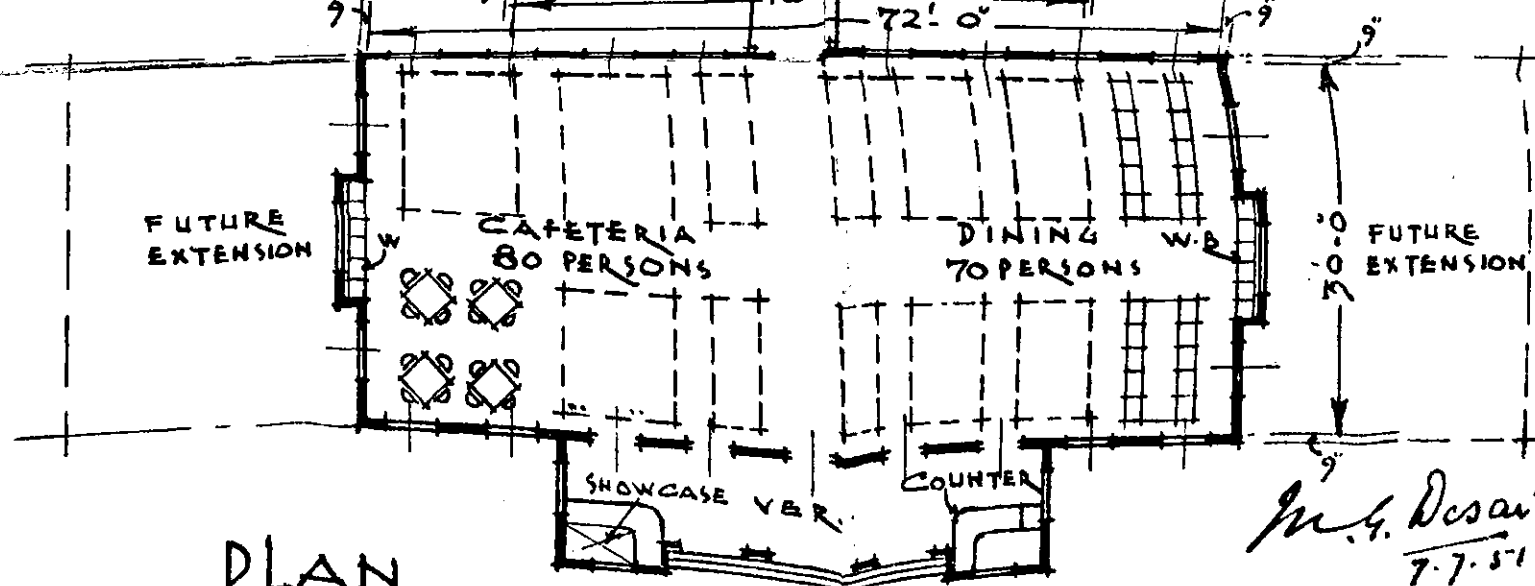 9"
72'-0"
9"
9"
FUTURE
EXTENSION
W
CAFETERIA
80 PERSONS
DINING
70 PERSONS
W.B
FUTURE
EXTENSION
SHOWCASE
VER.
COUNTER
9"
PLAN
M.G. Desai
7.7.51